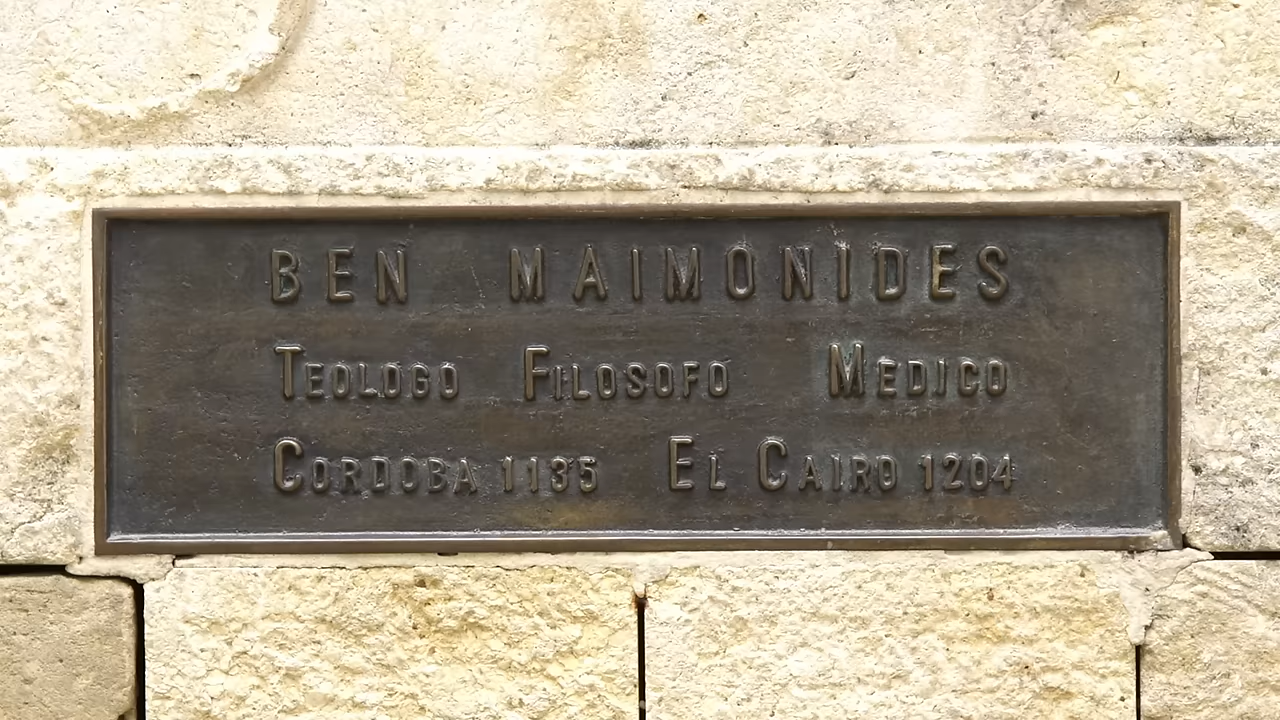 BEN MAIMONIDES
TEOLOGO FILOSOFO MEDICO
CORDOBA 1135 EL CAIRO 1204